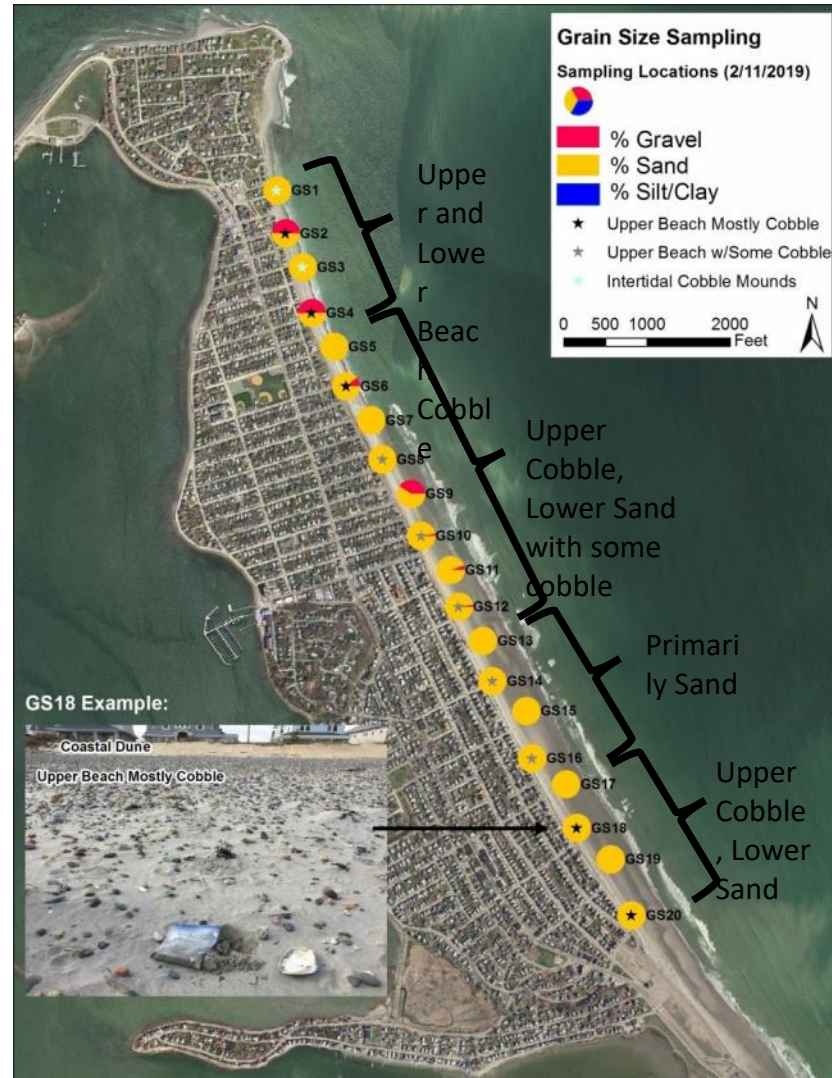 Grain Size Sampling
Sampling Locations (2/11/2019)
% Gravel
% Sand
% Silt/Clay
Upper Beach Mostly Cobble
Upper Beach w/Some Cobble
Intertidal Cobble Mounds
N
0 500 1000 2000
Feet
Uppe
r and
Lowe
r
Beac
h
Cobbl
e
GS1
GS2
GS3
GS4
GS5
GS6
GS7
GS8
GS9
GS10
GS11
GS12
GS13
GS14
GS15
GS16
GS17
GS18
GS19
GS20
Upper
Cobble,
Lower Sand
with some
cobble
Primari
ly Sand
Upper
Cobble
, Lower
Sand
GS18 Example:
Coastal Dune
Upper Beach Mostly Cobble